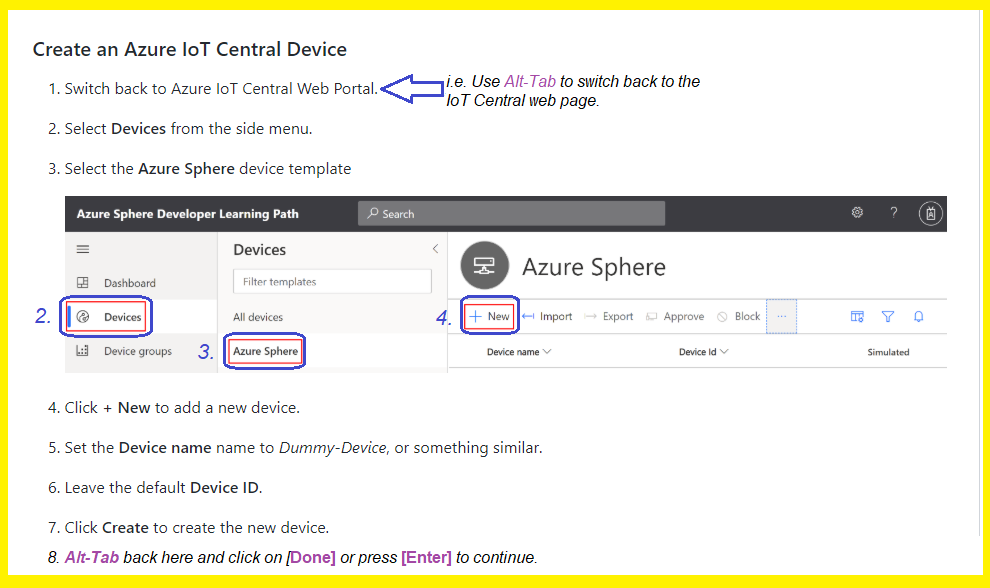 Create an Azure IoT Central Device
1. Switch back to Azure IoT Central Web Portal.
i.e. Use Alt-Tab to switch back to the
IoT Central web page.
2. Select Devices from the side menu.
3. Select the Azure Sphere device template
Azure Sphere Developer Learning Path
Search
?
Devices
Azure Sphere
Dashboard
Filter templates
2.
Devices
All devices
4.
+ New
Import
Export
Approve
Block
...
Device groups
3.
Azure Sphere
Device name
Device Id
Simulated
4. Click + New to add a new device.
5. Set the Device name name to Dummy-Device, or something similar.
6. Leave the default Device ID.
7. Click Create to create the new device.
8. Alt-Tab back here and click on [Done] or press [Enter] to continue.